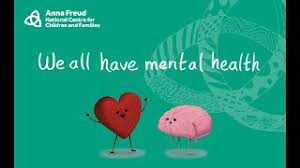 Anna Freud
National Centre for
Children and Families
We all have mental health